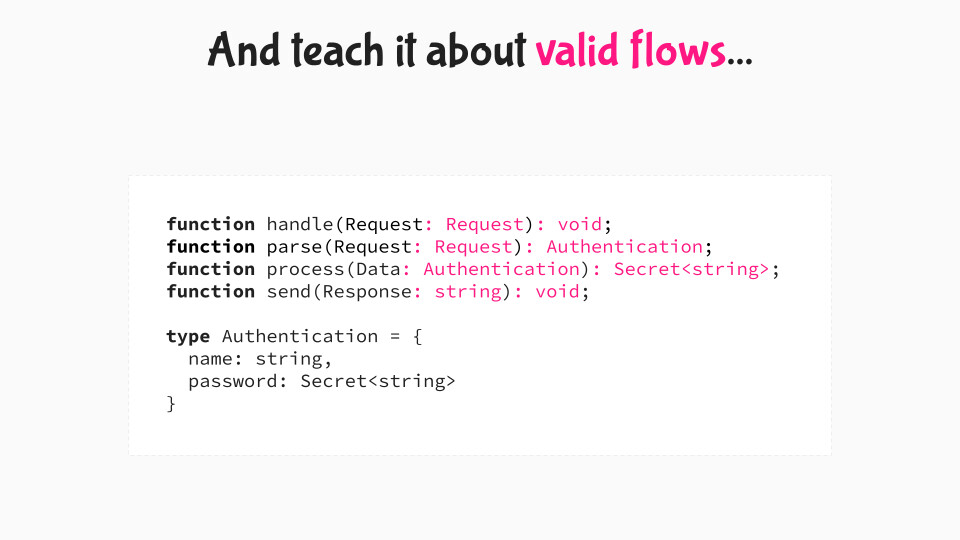 And teach it about valid flows...
function handle(Request: Request): void;
function parse(Request: Request): Authentication;
function process(Data: Authentication): Secret<string>;
function send(Response: string): void;
type Authentication = {
name: string,
password: Secret<string>
}